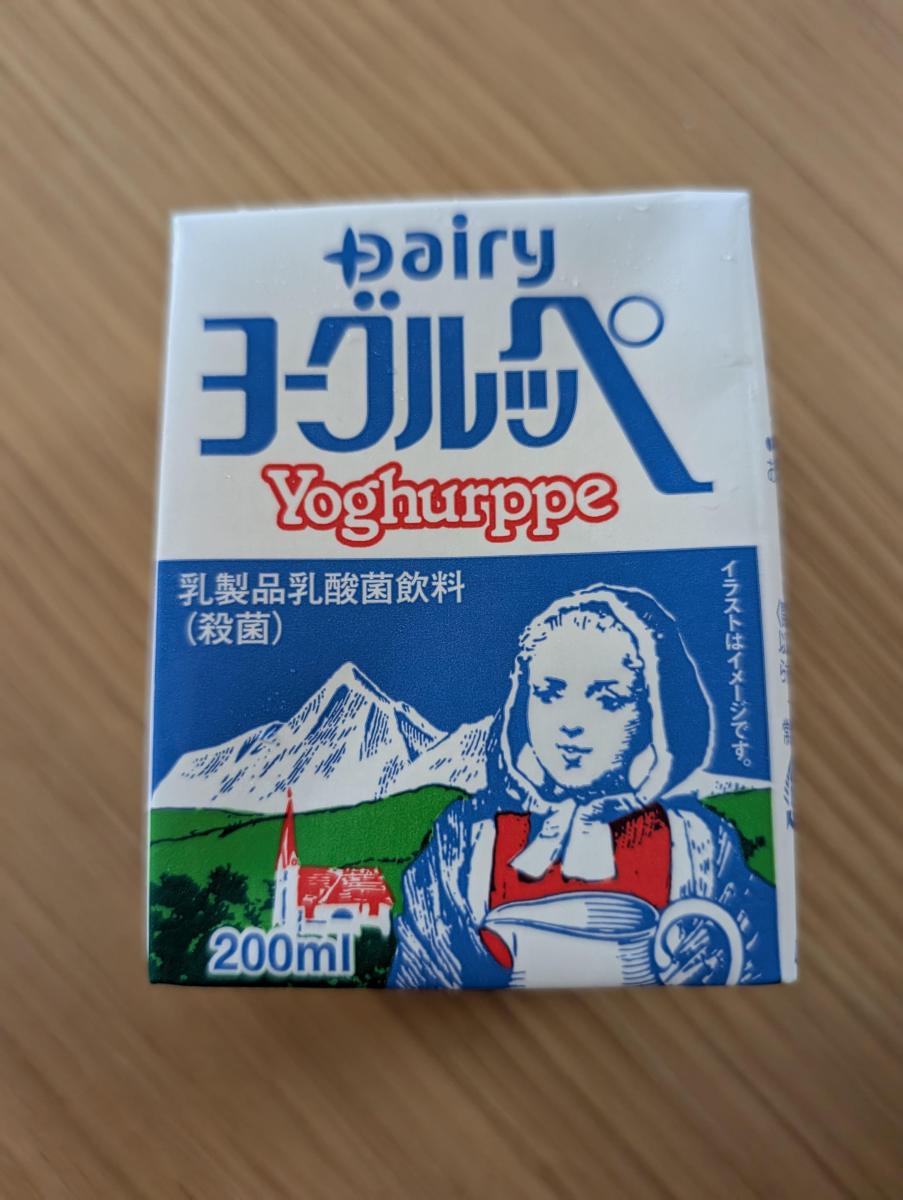 Dairy
ヨーグルッペ
Yoghurppe
乳製品乳酸菌飲料
(殺菌)
イラストはイメージです。
200ml